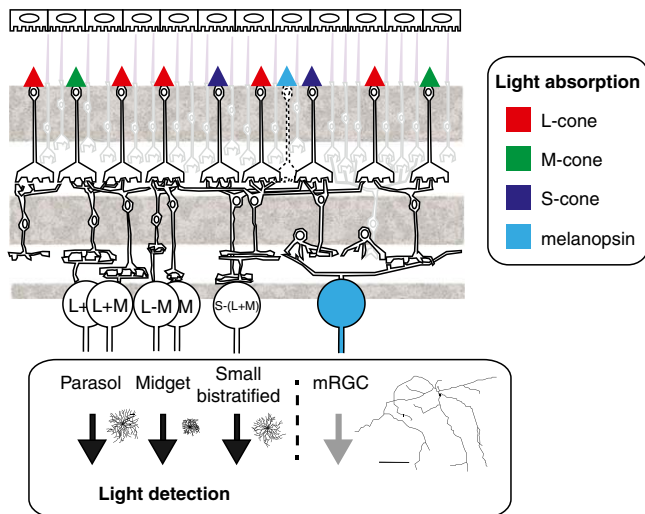 Light absorption
L-cone
M-cone
S-cone
melanopsin
L+
L+M
L-M
M
S-(L+M)
Parasol
Midget
Small
bistratified
mRGC
Light detection